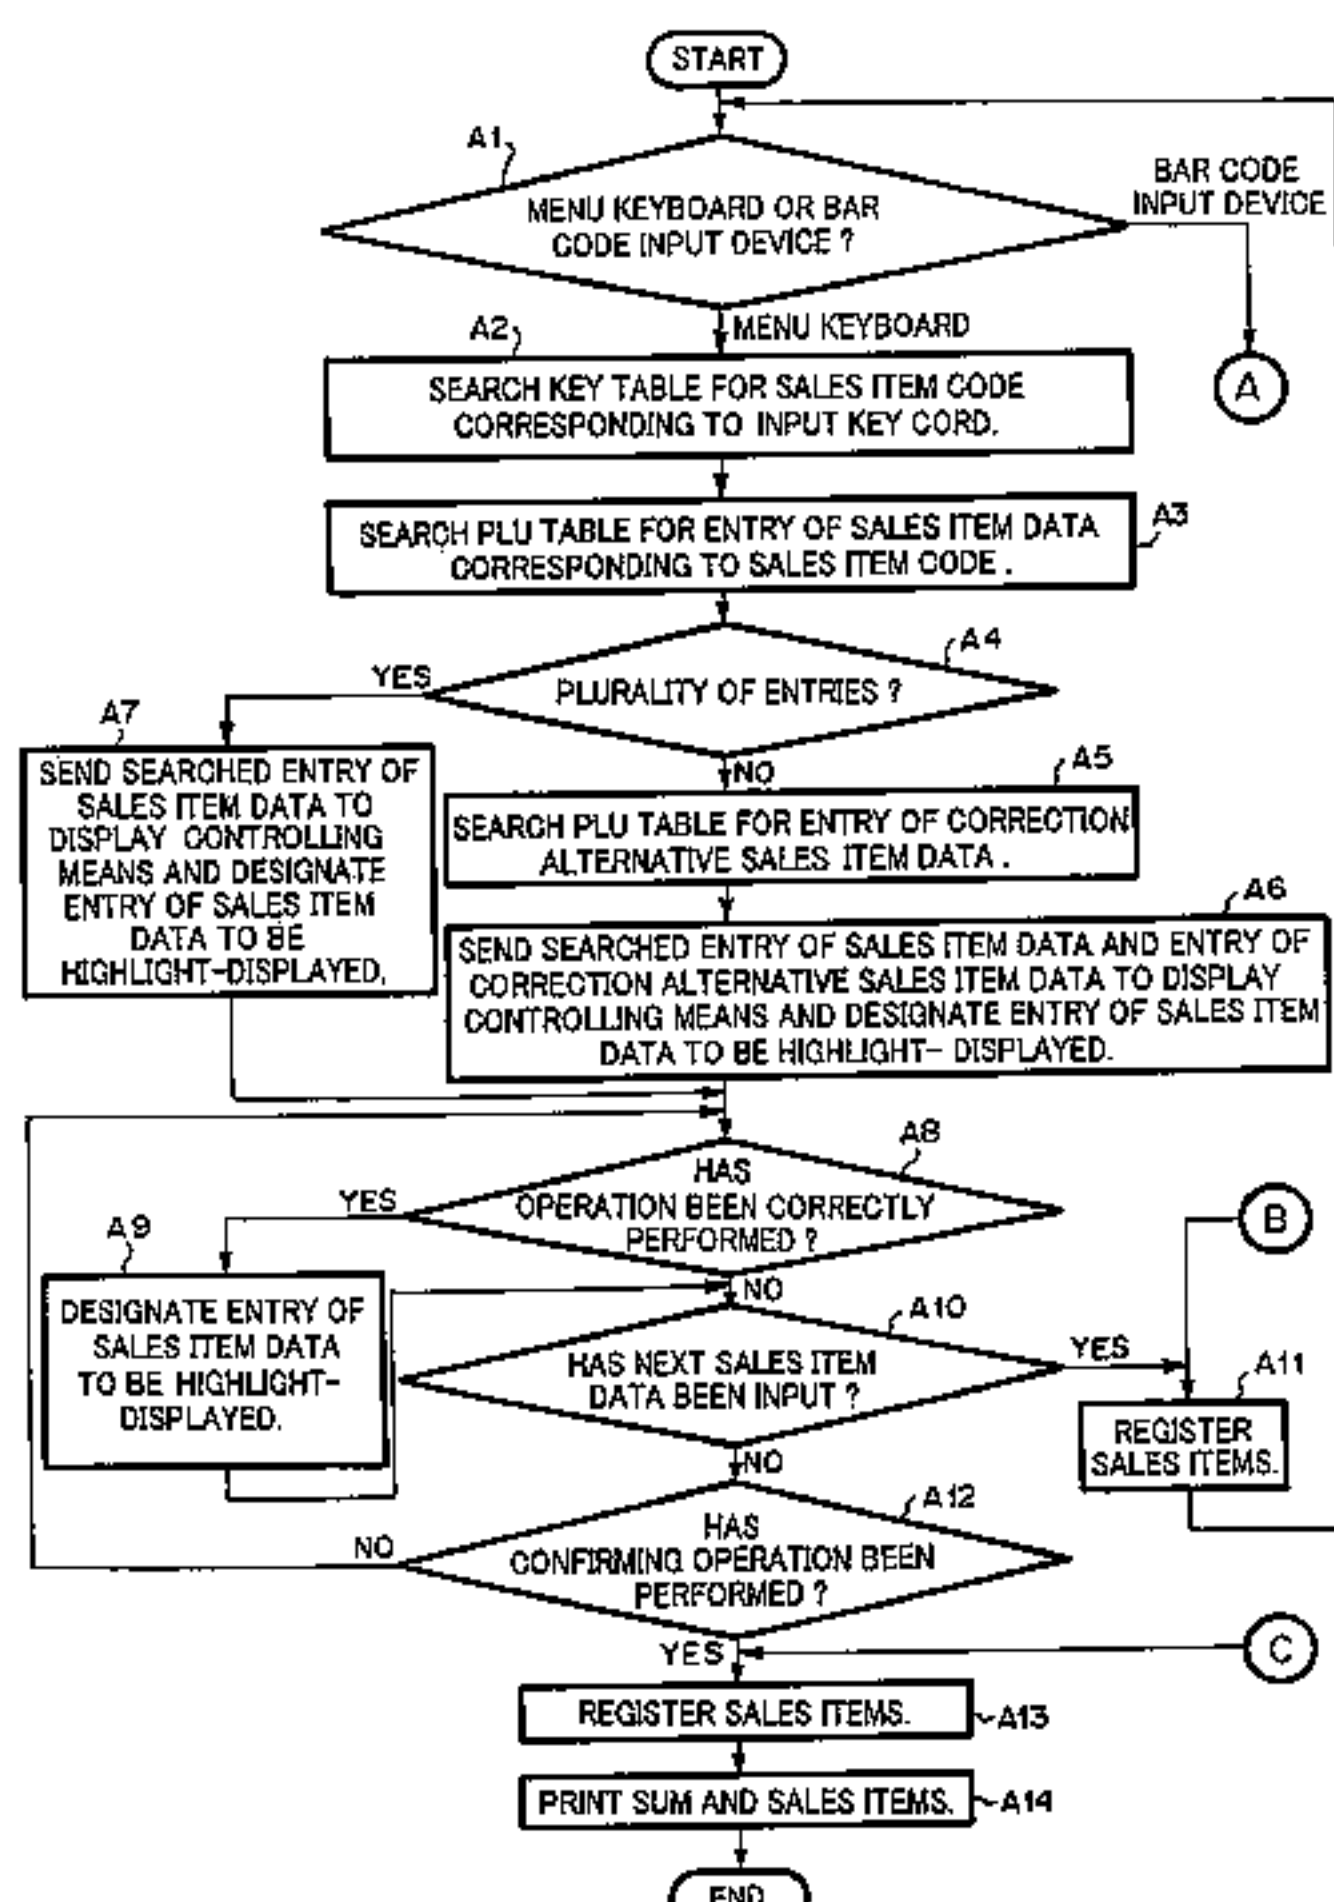 START
A1
MENU KEYBOARD OR BAR
CODE INPUT DEVICE ?
BAR CODE
INPUT DEVICE
MENU KEYBOARD
A
A2
SEARCH KEY TABLE FOR SALES ITEM CODE
CORRESPONDING TO INPUT KEY CORD.
A3
SEARCH PLU TABLE FOR ENTRY OF SALES ITEM DATA
CORRESPONDING TO SALES ITEM CODE .
A4
PLURALITY OF ENTRIES ?
YES
NO
A7
SEND SEARCHED ENTRY OF
SALES ITEM DATA TO
DISPLAY CONTROLLING
MEANS AND DESIGNATE
ENTRY OF SALES ITEM
DATA TO BE
HIGHLIGHT-DISPLAYED.
A5
SEARCH PLU TABLE FOR ENTRY OF CORRECTION
ALTERNATIVE SALES ITEM DATA .
A6
SEND SEARCHED ENTRY OF SALES ITEM DATA AND ENTRY OF
CORRECTION ALTERNATIVE SALES ITEM DATA TO DISPLAY
CONTROLLING MEANS AND DESIGNATE ENTRY OF SALES ITEM
DATA TO BE HIGHLIGHT- DISPLAYED.
A8
HAS
OPERATION BEEN CORRECTLY
PERFORMED ?
YES
NO
B
A9
DESIGNATE ENTRY OF
SALES ITEM DATA
TO BE HIGHLIGHT-
DISPLAYED.
A10
HAS NEXT SALES ITEM
DATA BEEN INPUT ?
YES
NO
A11
REGISTER
SALES ITEMS.
A12
HAS
CONFIRMING OPERATION BEEN
PERFORMED ?
NO
YES
C
REGISTER SALES ITEMS.
A13
PRINT SUM AND SALES ITEMS.
A14
END